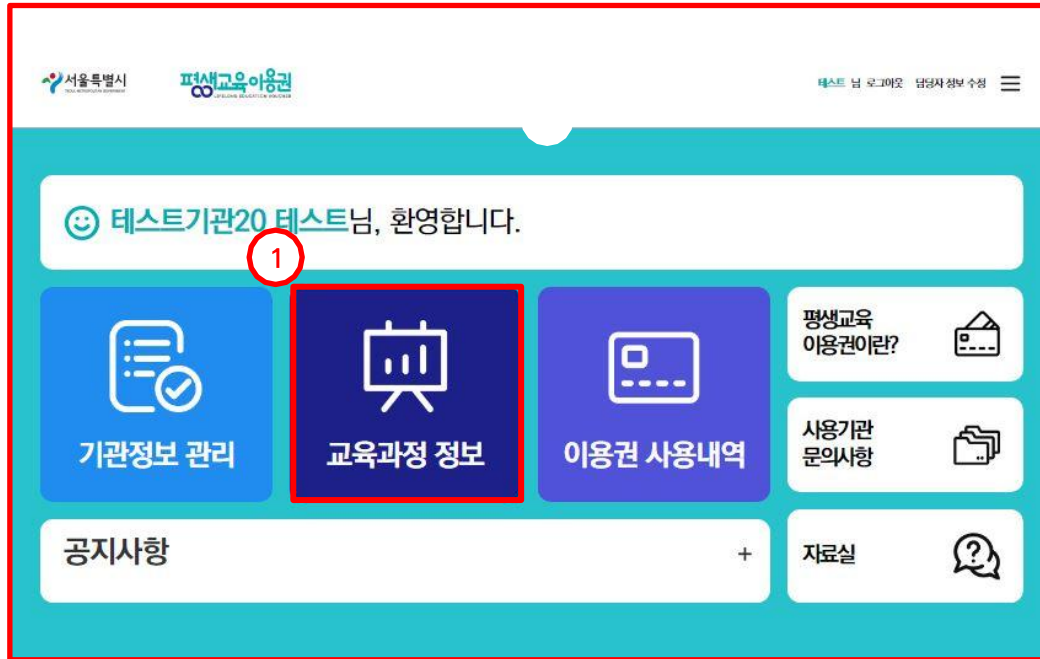 서울특별시
평생교육이용권
LIFELONG EDUCATION VOUCHER
테스트 님 로그아웃 담당자 정보 수정
테스트기관20 테스트님, 환영합니다.
1
기관정보 관리
교육과정 정보
이용권 사용내역
평생교육
이용권이란?
사용기관
문의사항
공지사항 +
자료실